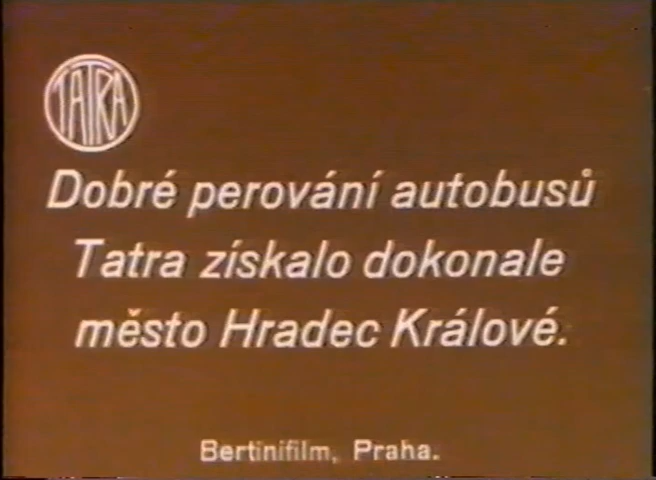 TATRA
Dobré perování autobusů
Tatra získalo dokonale
město Hradec Králové.
Bertinifilm, Praha.